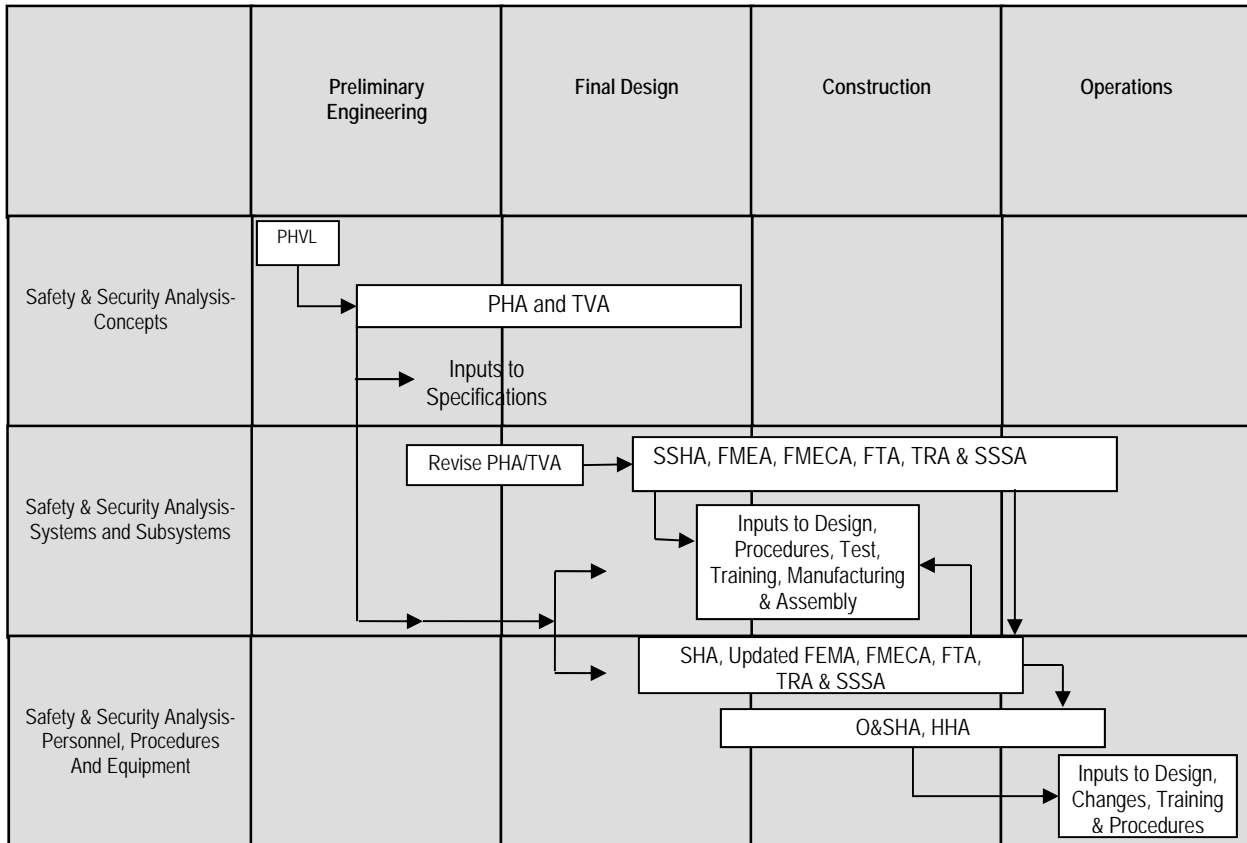 Preliminary
Engineering
Final Design
Construction
Operations
Safety & Security Analysis-
Concepts
PHVL
PHA and TVA
Inputs to
Specifications
Safety & Security Analysis-
Systems and Subsystems
Revise PHA/TVA
SSHA, FMEA, FMECA, FTA, TRA & SSSA
Inputs to Design,
Procedures, Test,
Training, Manufacturing
& Assembly
Safety & Security Analysis-
Personnel, Procedures
And Equipment
SHA, Updated FEMA, FMECA, FTA,
TRA & SSSA
O&SHA, HHA
Inputs to Design,
Changes, Training
& Procedures